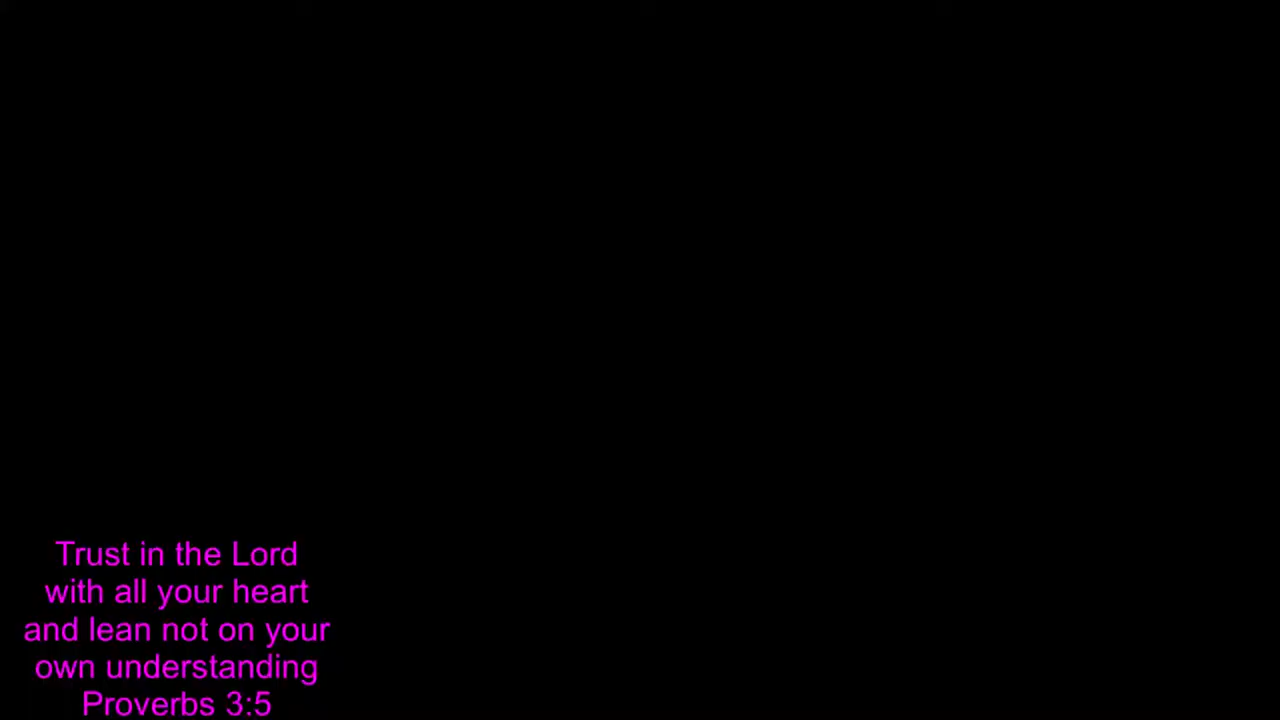 Trust in the Lord
with all your heart
and lean not on your
own understanding
Proverbs 3:5